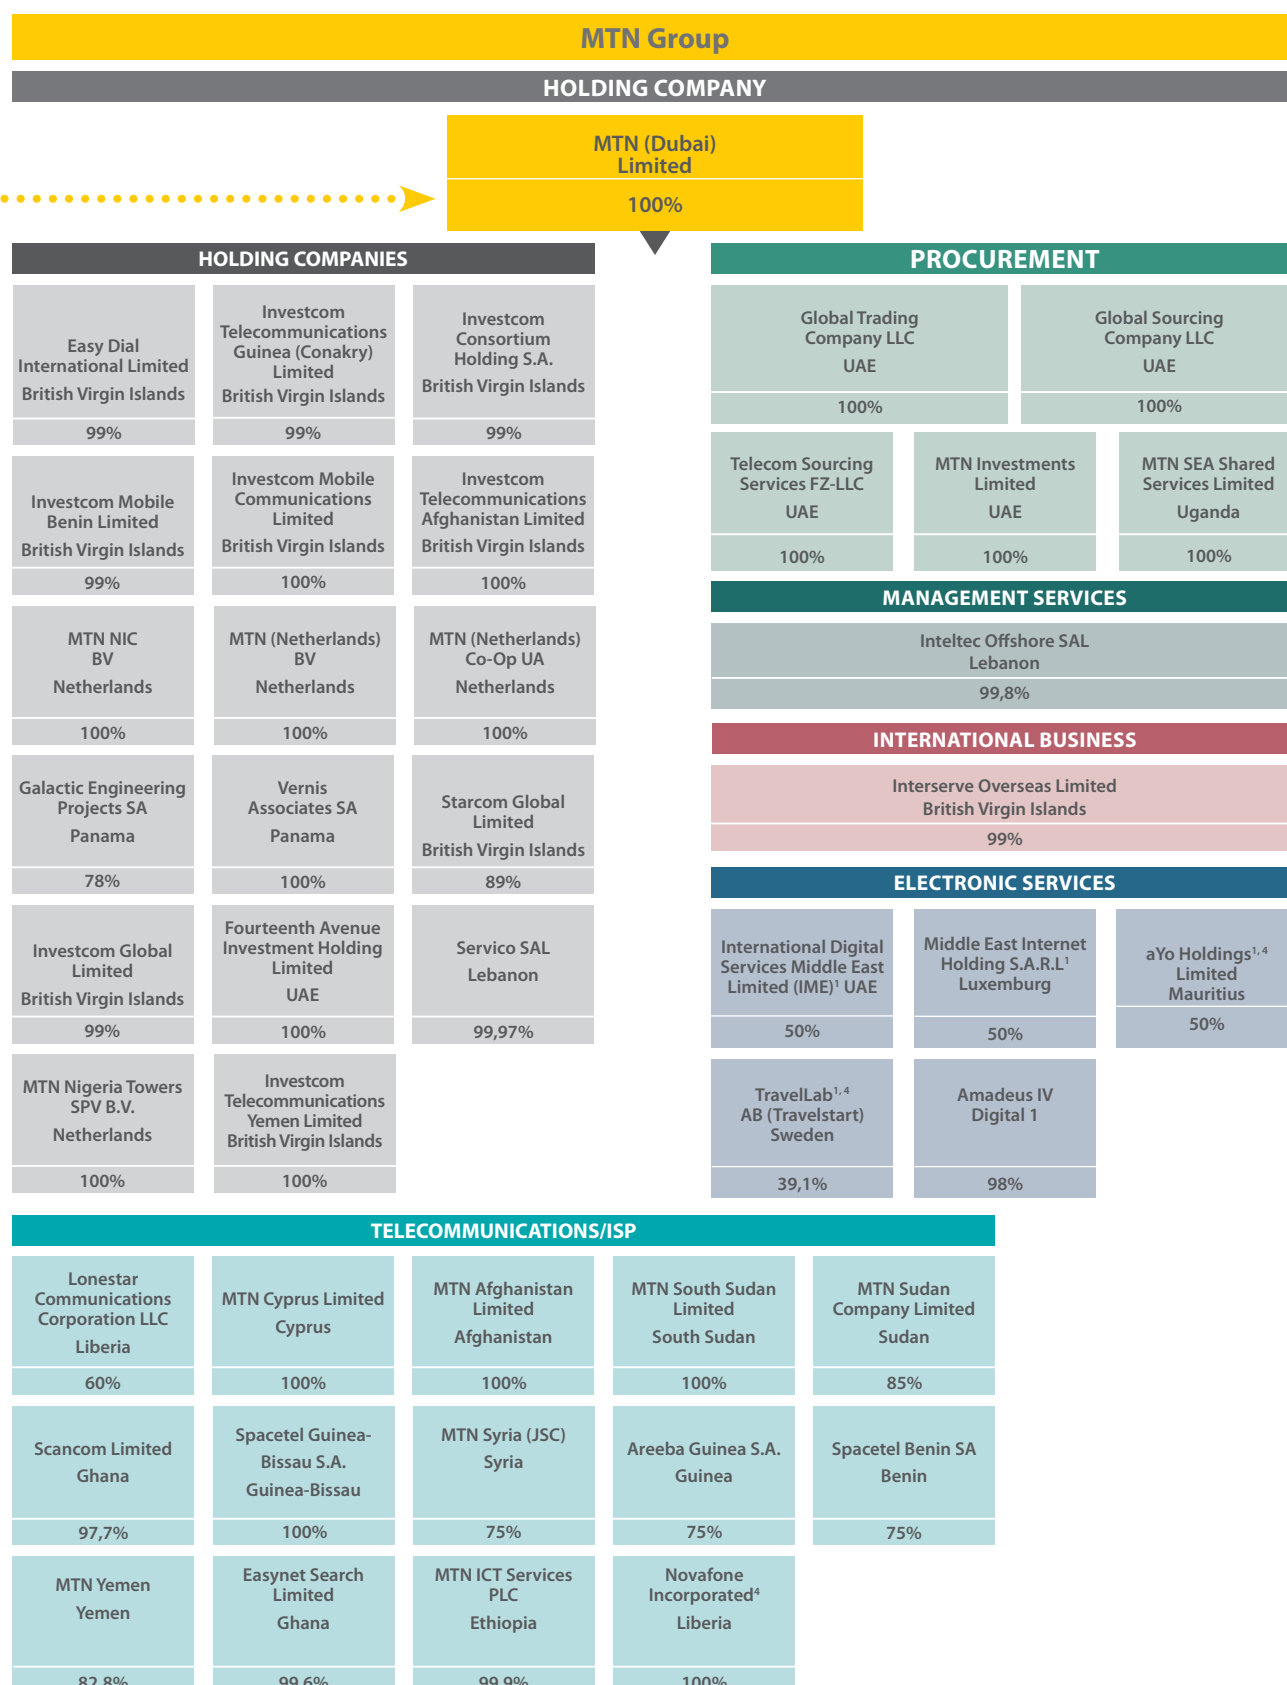 MTN Group
HOLDING COMPANY
MTN (Dubai)
Limited
100%
HOLDING COMPANIES
Easy Dial
International Limited
British Virgin Islands
99%
Investcom
Telecommunications
Guinea (Conakry)
Limited
British Virgin Islands
99%
Investcom
Consortium
Holding S.A.
British Virgin Islands
99%
Investcom Mobile
Benin Limited
British Virgin Islands
99%
Investcom Mobile
Communications
Limited
British Virgin Islands
100%
Investcom
Telecommunications
Afghanistan Limited
British Virgin Islands
100%
MTN NIC
BV
Netherlands
100%
MTN (Netherlands)
BV
Netherlands
100%
MTN (Netherlands)
Co-Op UA
Netherlands
100%
Galactic Engineering
Projects SA
Panama
78%
Vernis
Associates SA
Panama
100%
Starcom Global
Limited
British Virgin Islands
89%
Investcom Global
Limited
British Virgin Islands
99%
Fourteenth Avenue
Investment Holding
Limited
UAE
100%
Servico SAL
Lebanon
99,97%
MTN Nigeria Towers
SPV B.V.
Netherlands
100%
Investcom
Telecommunications
Yemen Limited
British Virgin Islands
100%
PROCUREMENT
Global Trading
Company LLC
UAE
100%
Global Sourcing
Company LLC
UAE
100%
Telecom Sourcing
Services FZ-LLC
UAE
100%
MTN Investments
Limited
UAE
100%
MTN SEA Shared
Services Limited
Uganda
100%
MANAGEMENT SERVICES
Inteltec Offshore SAL
Lebanon
99,8%
INTERNATIONAL BUSINESS
Interserve Overseas Limited
British Virgin Islands
99%
ELECTRONIC SERVICES
International Digital
Services Middle East
Limited (IME)¹ UAE
50%
Middle East Internet
Holding S.A.R.L¹
Luxemburg
50%
aYo Holdings¹,⁴
Limited
Mauritius
50%
TravelLab¹,⁴
AB (Travelstart)
Sweden
39,1%
Amadeus IV
Digital 1
98%
TELECOMMUNICATIONS/ISP
Lonestar
Communications
Corporation LLC
Liberia
60%
MTN Cyprus Limited
Cyprus
100%
MTN Afghanistan
Limited
Afghanistan
100%
MTN South Sudan
Limited
South Sudan
100%
MTN Sudan
Company Limited
Sudan
85%
Scancom Limited
Ghana
97,7%
Spacetel Guinea-
Bissau S.A.
Guinea-Bissau
100%
MTN Syria (JSC)
Syria
75%
Areeba Guinea S.A.
Guinea
75%
Spacetel Benin SA
Benin
75%
MTN Yemen
Yemen
82,8%
Easynet Search
Limited
Ghana
99,6%
MTN ICT Services
PLC
Ethiopia
99,9%
Novafone
Incorporated⁴
Liberia
100%